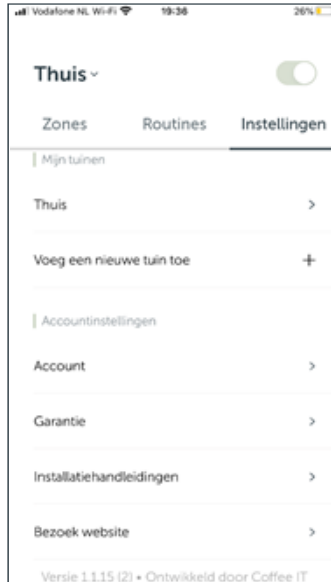 Vodafone NL Wi-Fi 19:36 26%
Thuis
Zones Routines Instellingen
Mijn tuinen
Thuis
Voeg een nieuwe tuin toe
Accountinstellingen
Account
Garantie
Installatiehandleidingen
Bezoek website
Versie 1.1.15 (2) • Ontwikkeld door Coffee IT